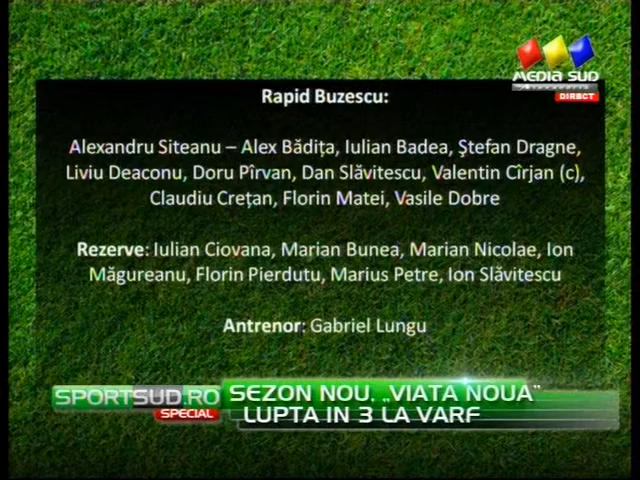 MEDIA SUD
DIRECT
Rapid Buzescu:
Alexandru Siteanu – Alex Bădița, Iulian Badea, Ştefan Dragne,
Liviu Deaconu, Doru Pîrvan, Dan Slăvitescu, Valentin Cîrjan (c),
Claudiu Crețan, Florin Matei, Vasile Dobre
Rezerve: Iulian Ciovana, Marian Bunea, Marian Nicolae, Ion
Măgureanu, Florin Pierdutu, Marius Petre, Ion Slăvitescu
Antrenor: Gabriel Lungu
SPORTSUD.RO
SPECIAL
SEZON NOU, „VIATA NOUA”
LUPTA IN 3 LA VARF